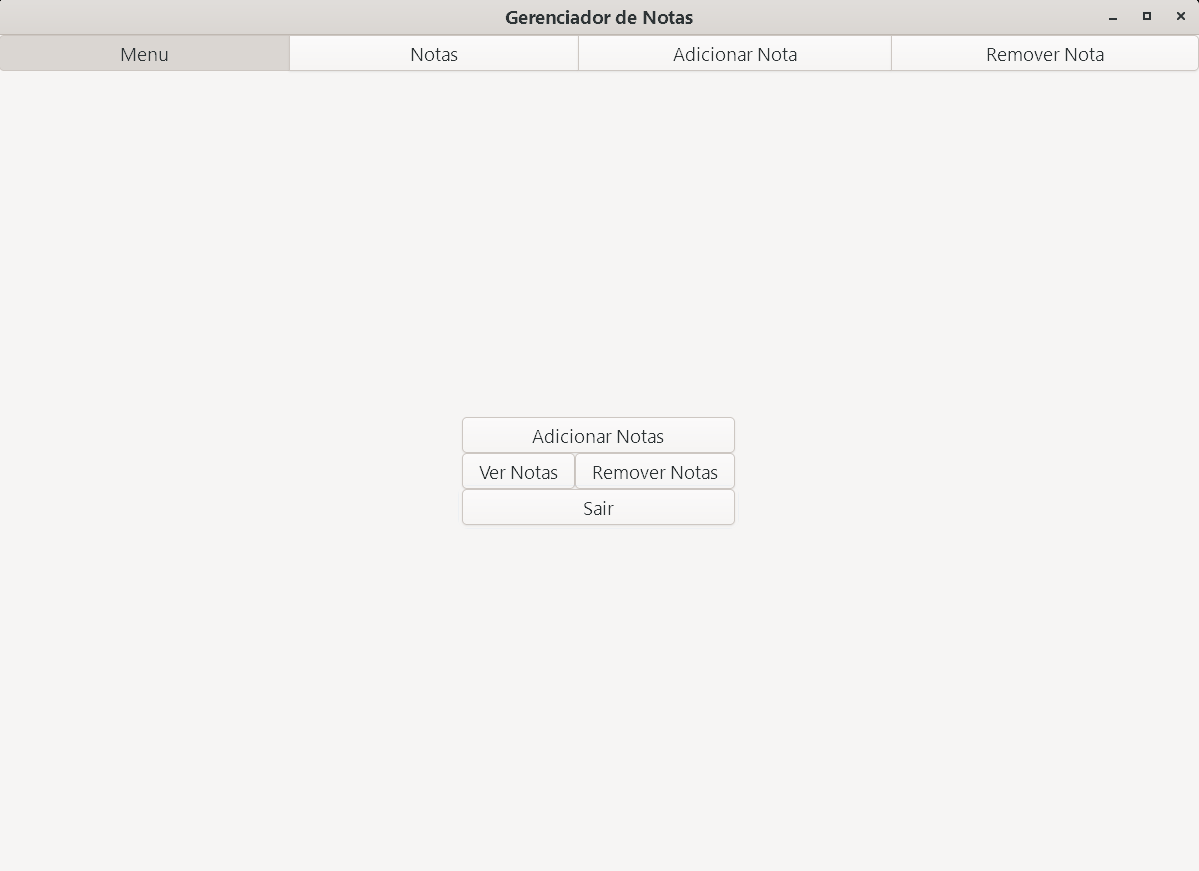 Gerenciador de Notas
Menu Notas Adicionar Nota Remover Nota
Adicionar Notas
Ver Notas Remover Notas
Sair